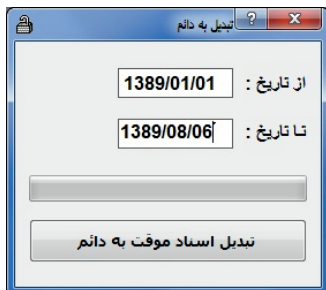 تبدیل به دائم
از تاریخ : 1389/01/01
تا تاریخ : 1389/08/06
تبدیل اسناد موقت به دائم